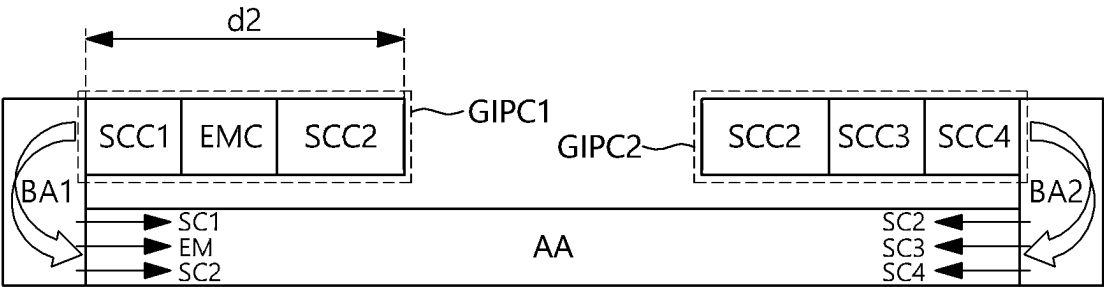 d2
SCC1 EMC SCC2 GIPC1 GIPC2 SCC2 SCC3 SCC4
BA1 BA2
SC1 SC2
EM AA SC3
SC2 SC4